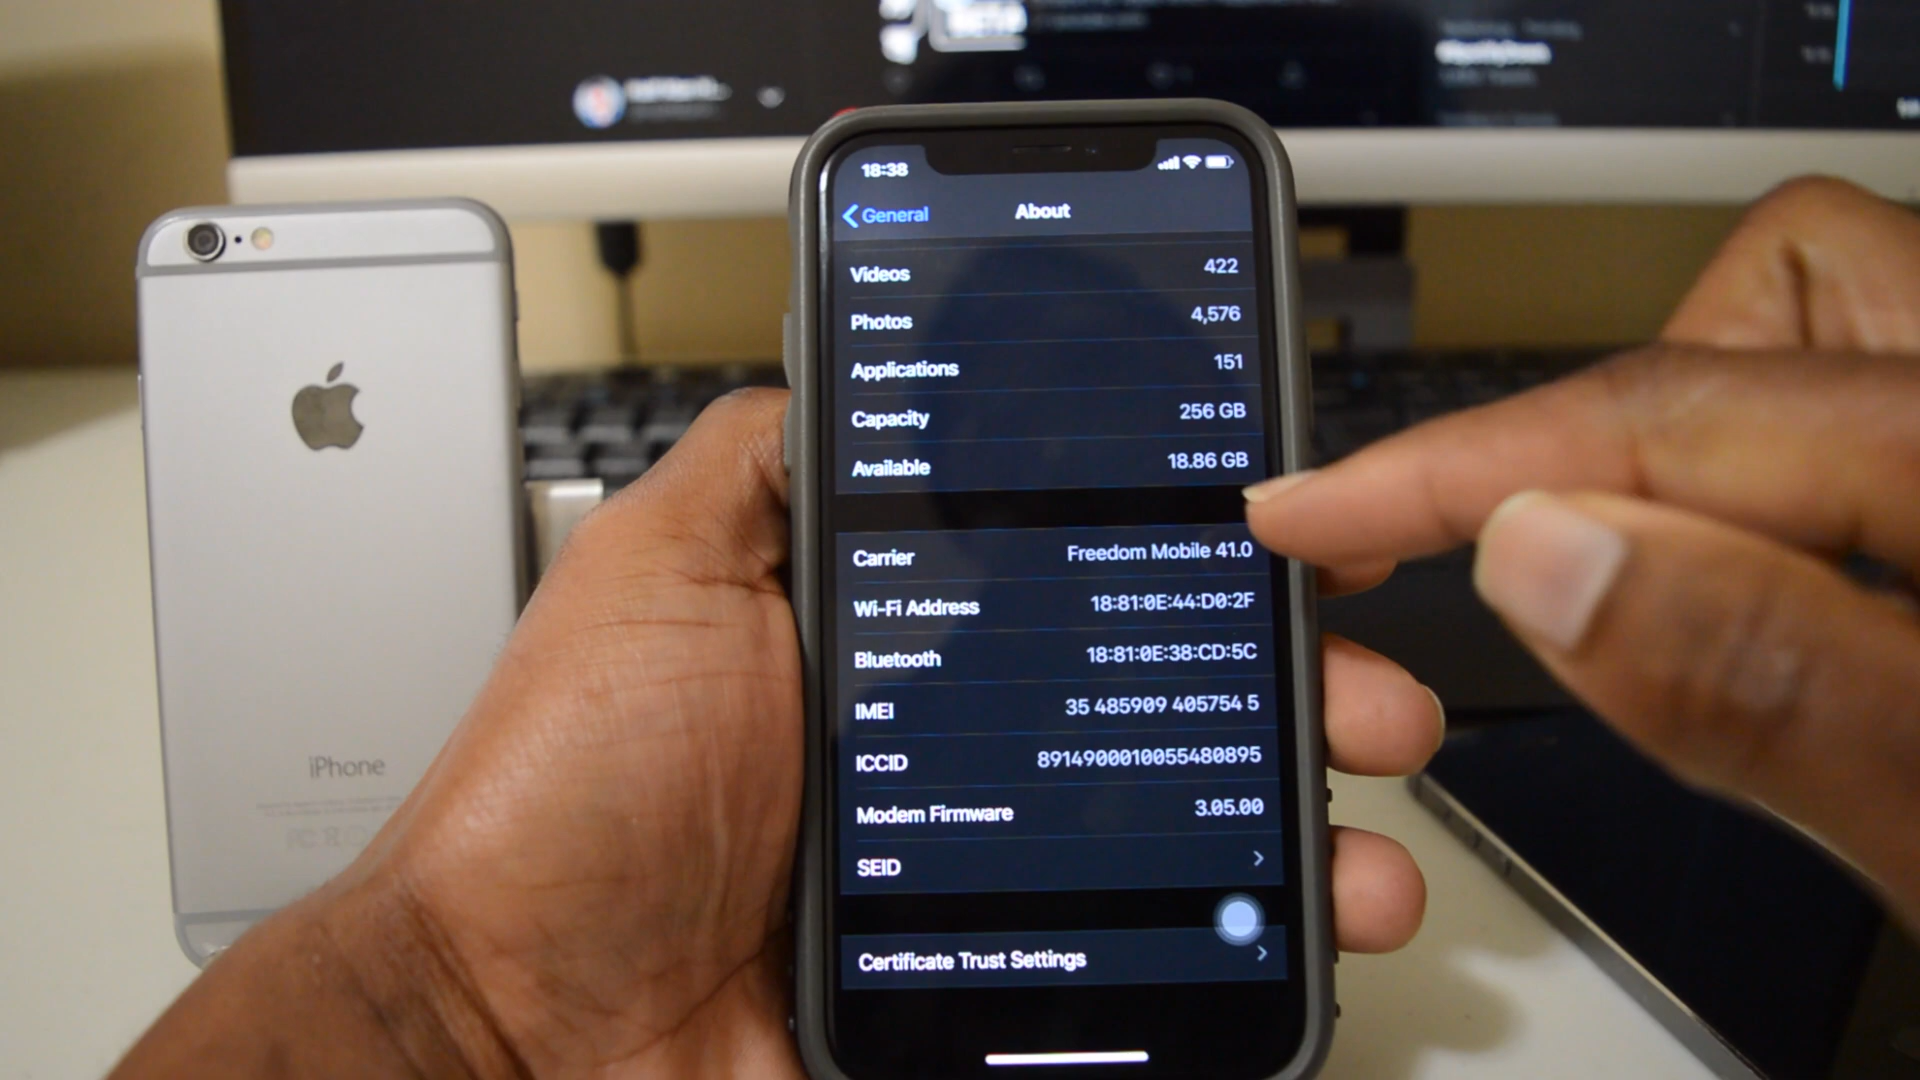 18:38
General
About
Videos 422
Photos 4,576
Applications 151
Capacity 256 GB
Available 18.86 GB
Carrier Freedom Mobile 41.0
Wi-Fi Address 18:81:0E:44:D0:2F
Bluetooth 18:81:0E:38:CD:5C
IMEI 35 485909 405754 5
ICCID 8914900010055480895
Modem Firmware 3.05.00
SEID
Certificate Trust Settings
iPhone